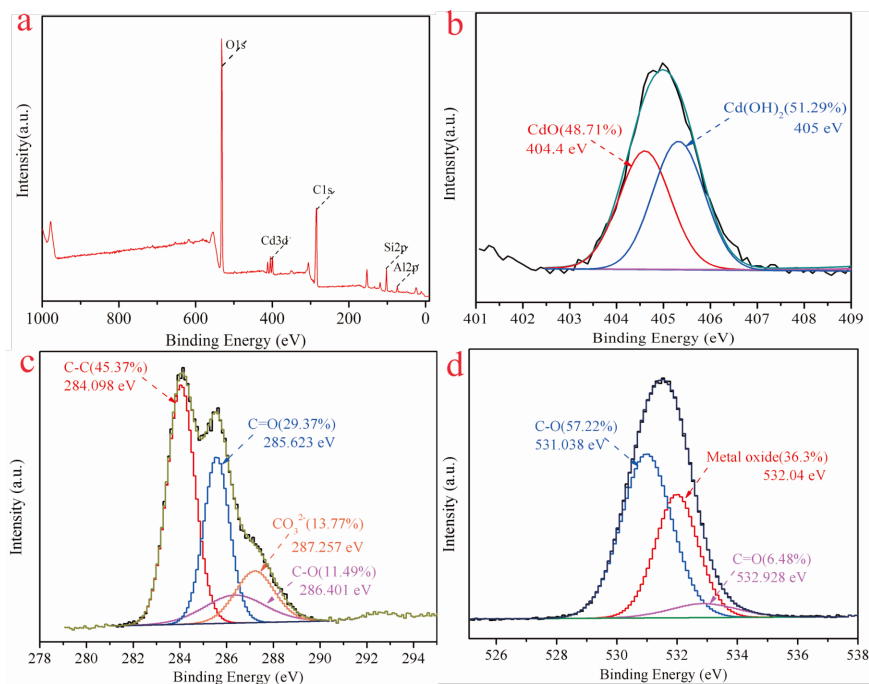 a
O1s
C1s
Cd3d
Si2p
Al2p
Intensity(a.u.)
1000 800 600 400 200 0
Binding Energy (eV)
b
CdO(48.71%)
404.4 eV
Cd(OH)₂(51.29%)
405 eV
Intensity(a.u.)
401 402 403 404 405 406 407 408 409
Binding Energy (eV)
c
C-C(45.37%)
284.098 eV
C=O(29.37%)
285.623 eV
CO₃²⁻(13.77%)
287.257 eV
C-O(11.49%)
286.401 eV
Intensity (a.u.)
278 280 282 284 286 288 290 292 294
Binding Energy (eV)
d
C-O(57.22%)
531.038 eV
Metal oxide(36.3%)
532.04 eV
C=O(6.48%)
532.928 eV
Intensity (a.u.)
526 528 530 532 534 536 538
Binding Energy (eV)